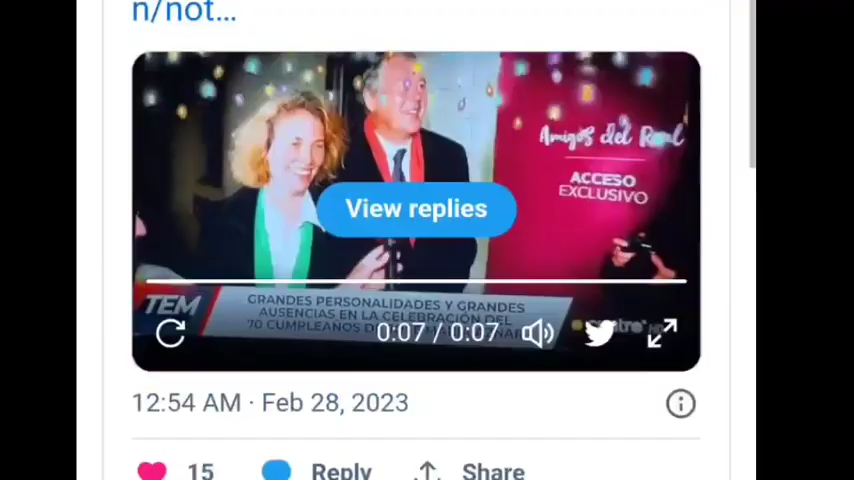 n/not...
Amigos del Real
ACCESO
EXCLUSIVO
View replies
TEM
GRANDES PERSONALIDADES Y GRANDES
AUSENCIAS EN LA CELEBRACIÓN DEL
70 CUMPLEAÑOS
0:07 / 0:07
12:54 AM · Feb 28, 2023
15
Reply
Share